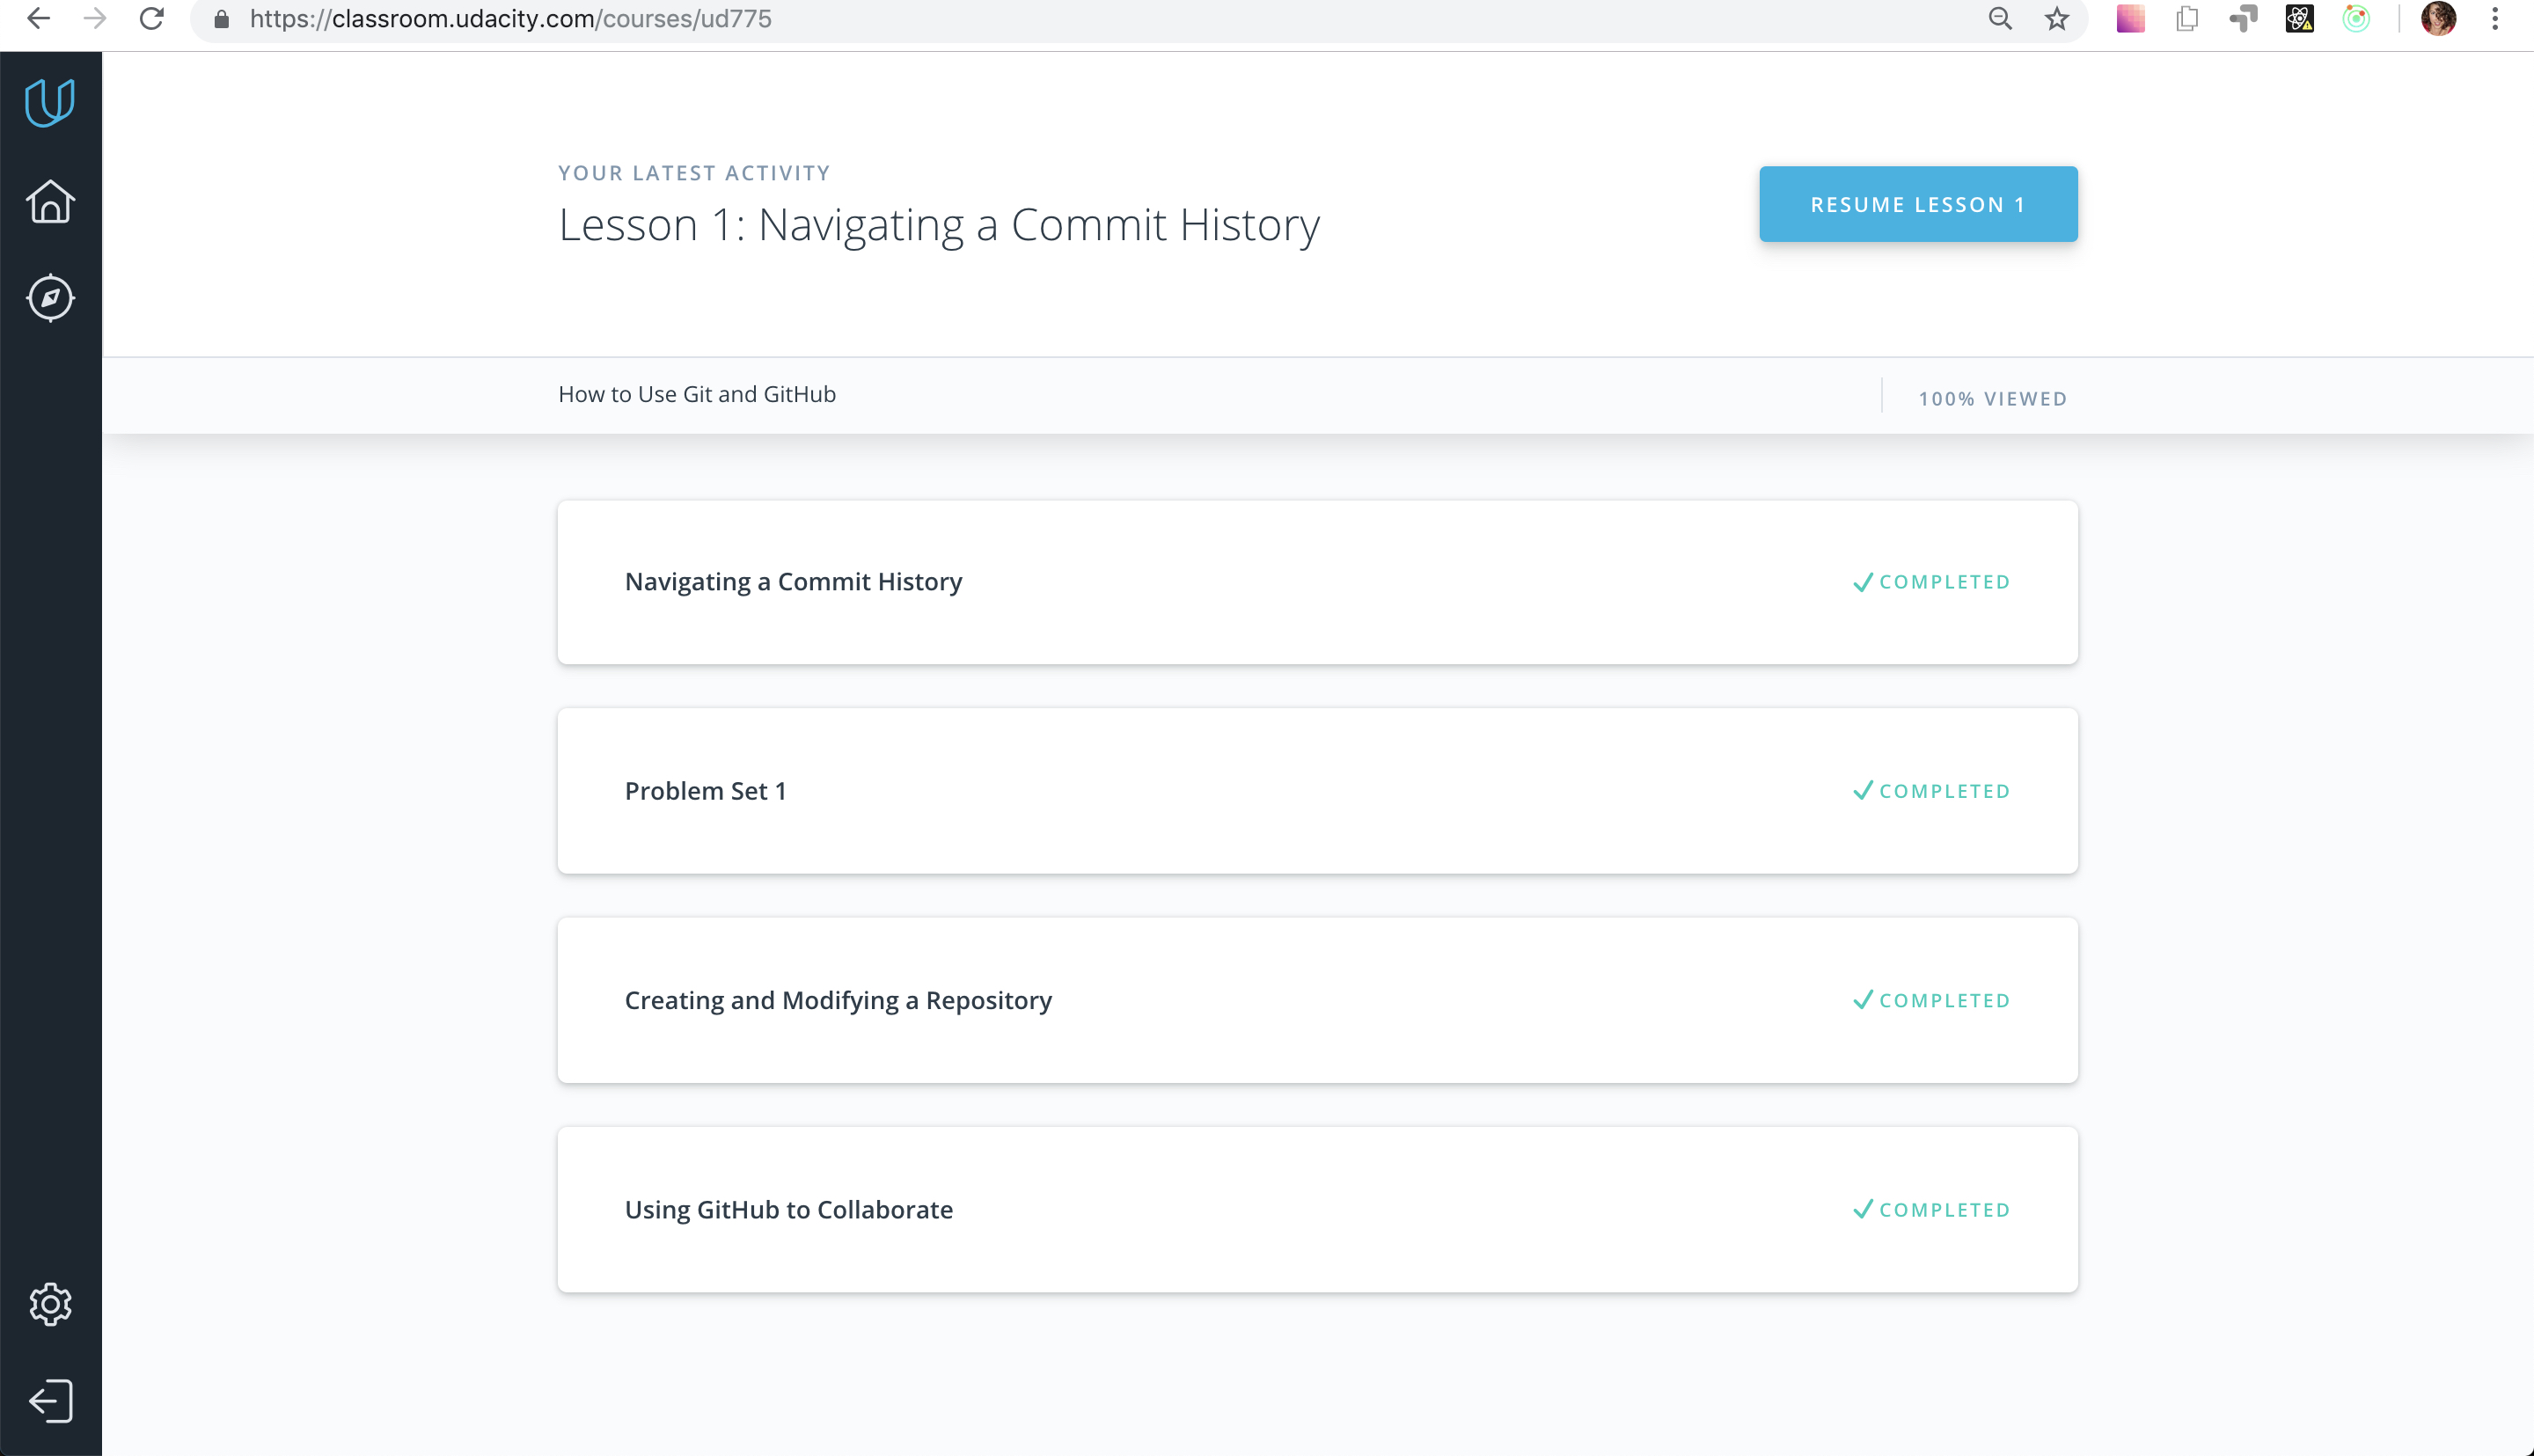 https://classroom.udacity.com/courses/ud775
YOUR LATEST ACTIVITY
Lesson 1: Navigating a Commit History
RESUME LESSON 1
How to Use Git and GitHub
100% VIEWED
Navigating a Commit History
COMPLETED
Problem Set 1
COMPLETED
Creating and Modifying a Repository
COMPLETED
Using GitHub to Collaborate
COMPLETED